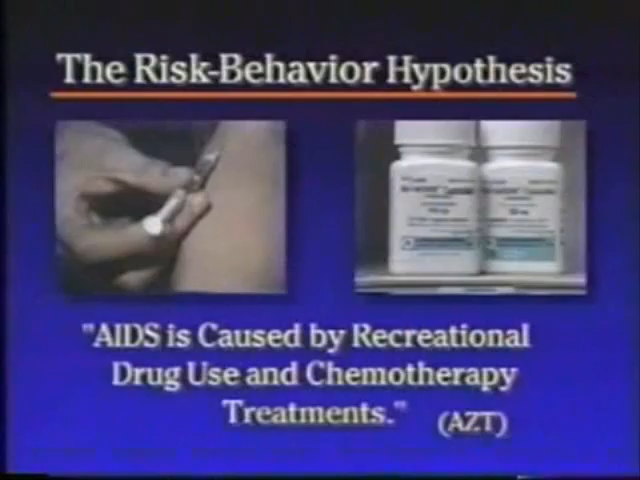 The Risk-Behavior Hypothesis
"AIDS is Caused by Recreational
Drug Use and Chemotherapy
Treatments."
(AZT)